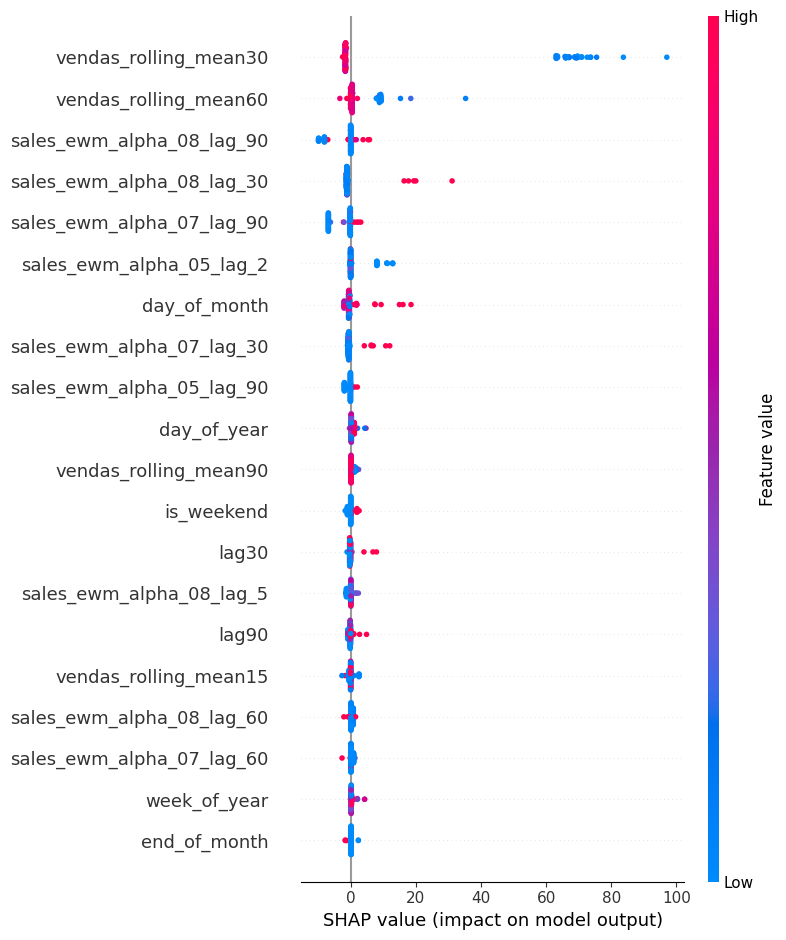 High
vendas_rolling_mean30
vendas_rolling_mean60
sales_ewm_alpha_08_lag_90
sales_ewm_alpha_08_lag_30
sales_ewm_alpha_07_lag_90
sales_ewm_alpha_05_lag_2
day_of_month
sales_ewm_alpha_07_lag_30
sales_ewm_alpha_05_lag_90
day_of_year
vendas_rolling_mean90
is_weekend
lag30
sales_ewm_alpha_08_lag_5
lag90
vendas_rolling_mean15
sales_ewm_alpha_08_lag_60
sales_ewm_alpha_07_lag_60
week_of_year
end_of_month
Feature value
Low
0 20 40 60 80 100
SHAP value (impact on model output)